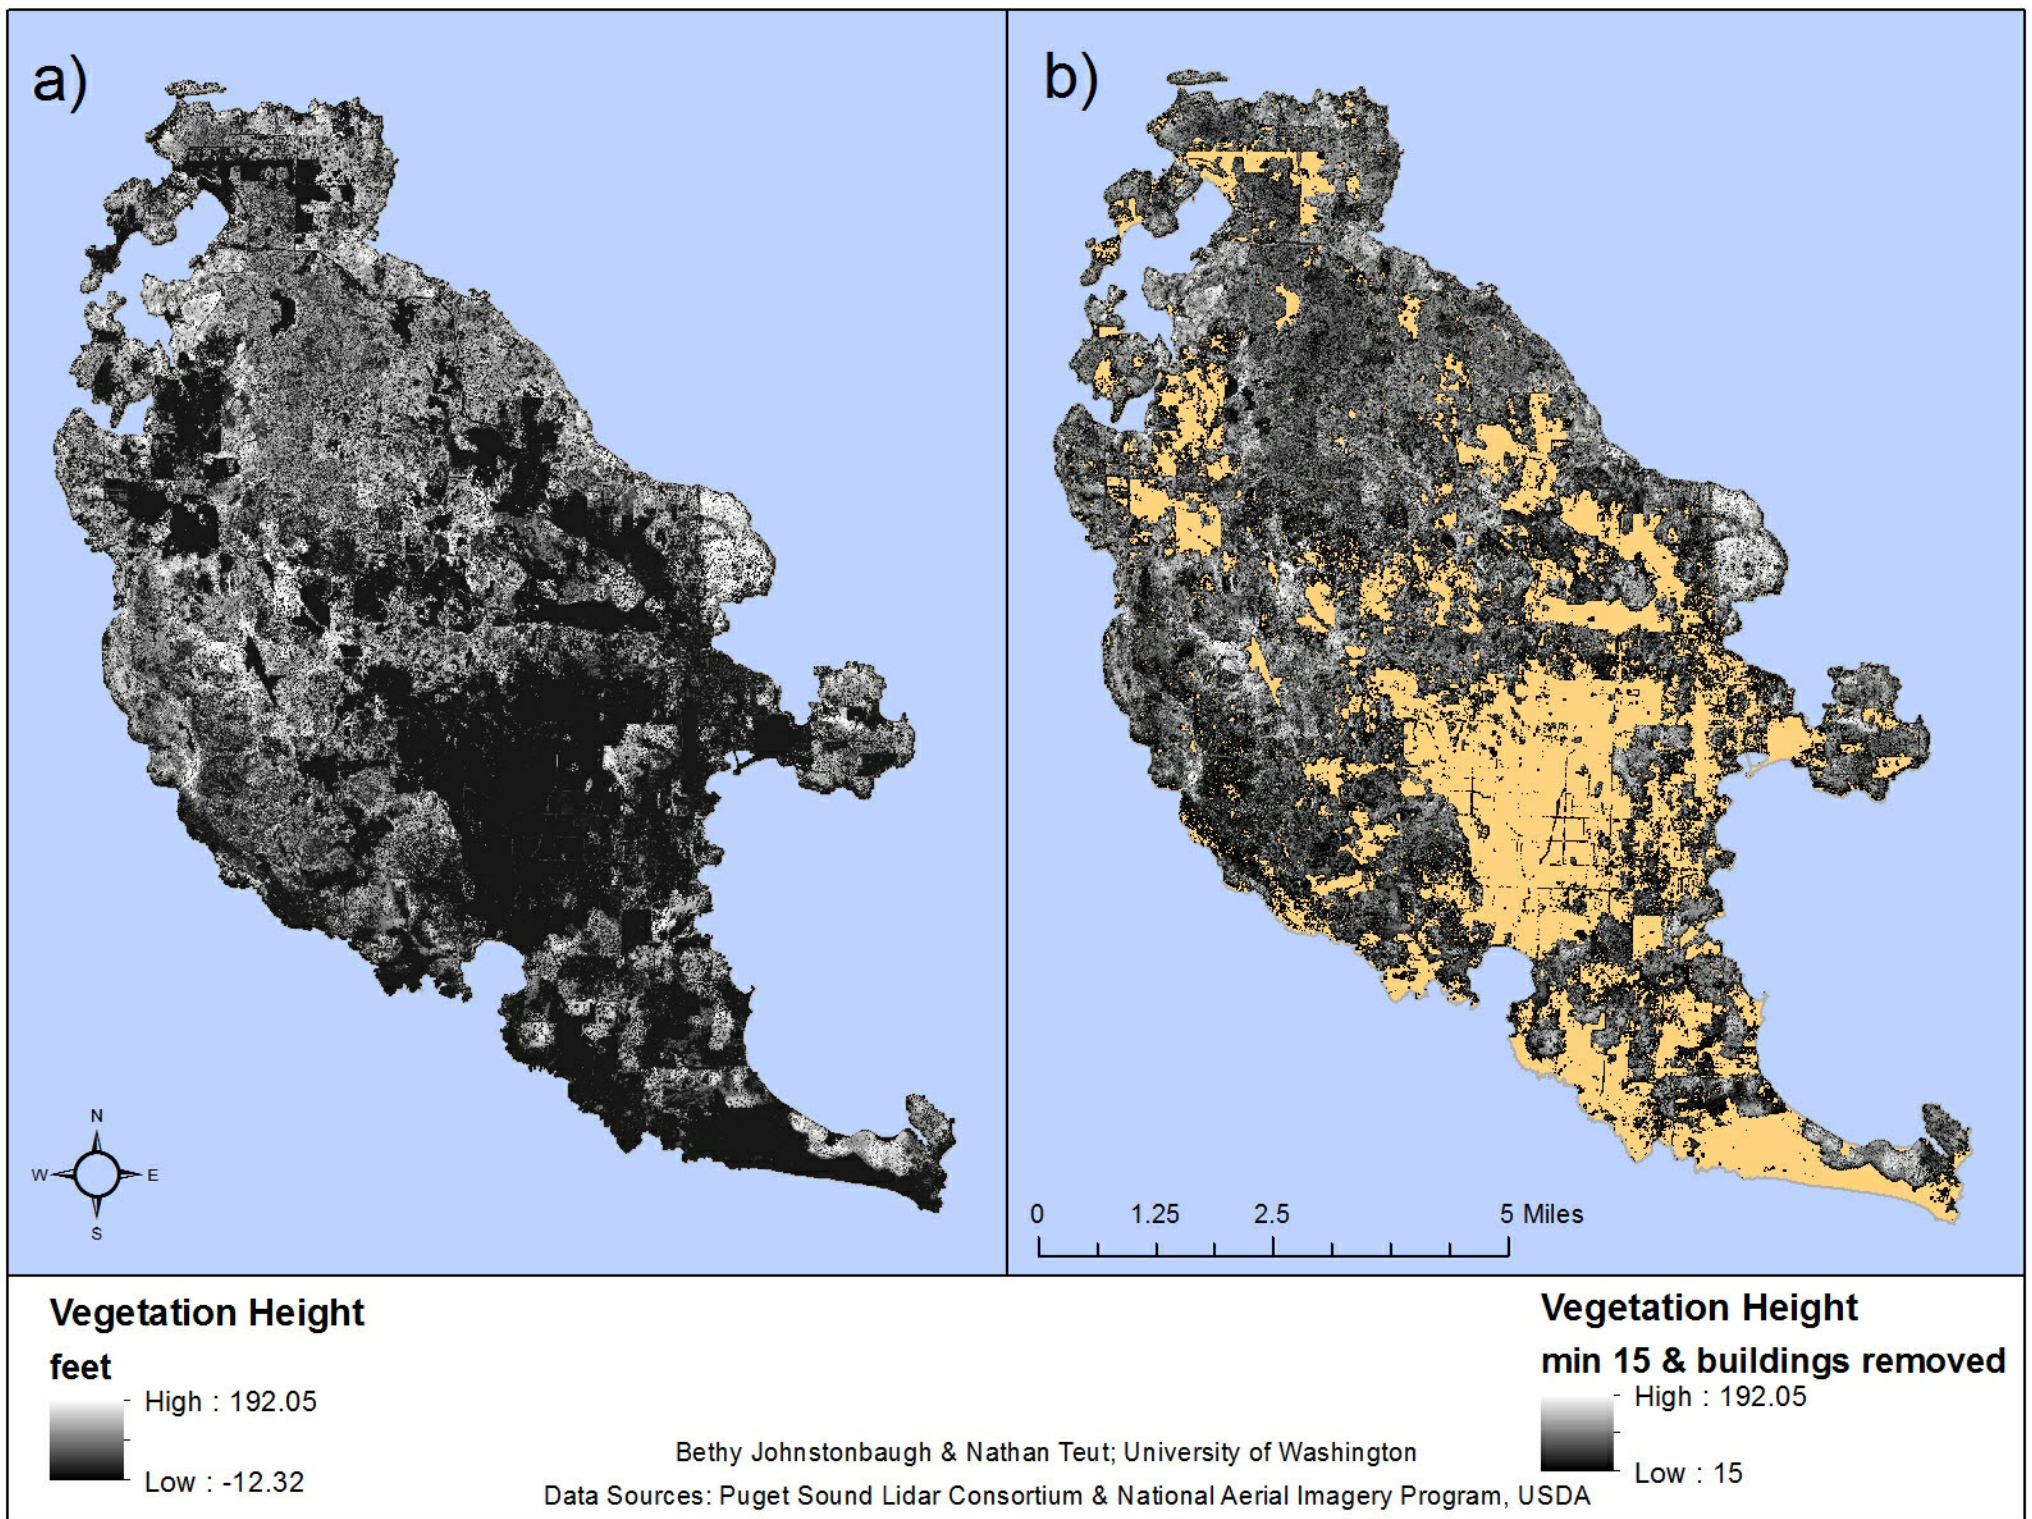 a)
b)
N
W E
S
0 1.25 2.5 5 Miles
Vegetation Height
feet
High : 192.05
Low : -12.32
Vegetation Height
min 15 & buildings removed
High : 192.05
Low : 15
Bethy Johnstonbaugh & Nathan Teut; University of Washington
Data Sources: Puget Sound Lidar Consortium & National Aerial Imagery Program, USDA